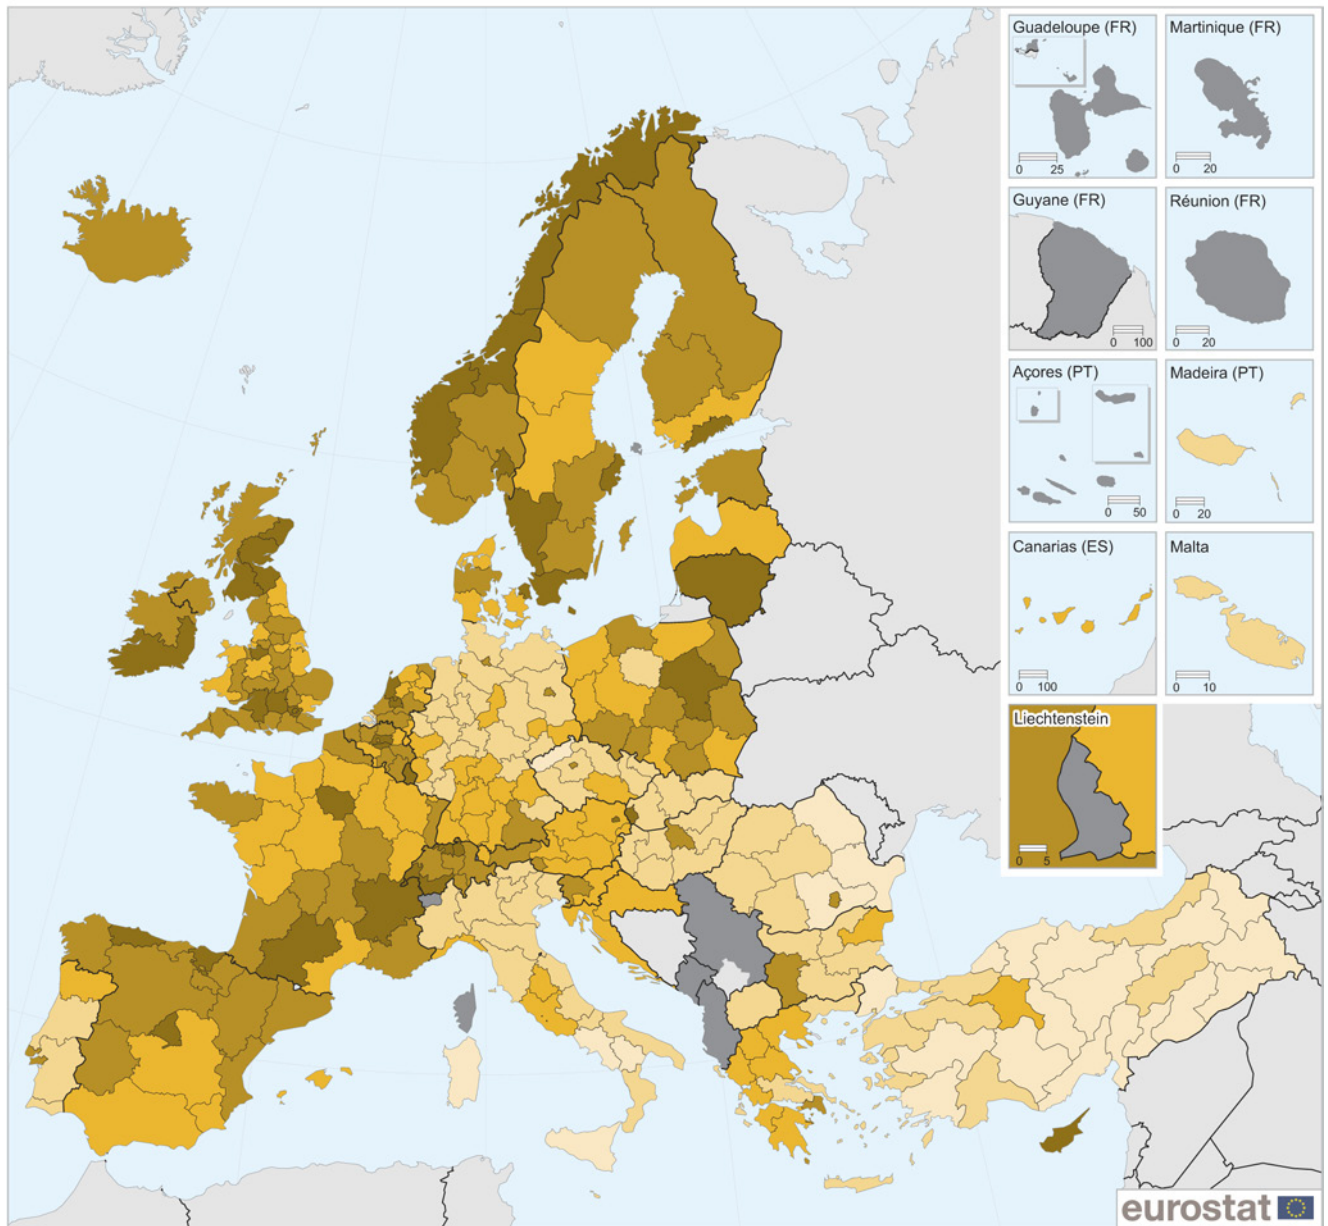 Guadeloupe (FR)
0 25
Martinique (FR)
0 20
Guyane (FR)
0 100
Réunion (FR)
0 20
Açores (PT)
0 50
Madeira (PT)
0 20
Canarias (ES)
0 100
Malta
0 10
Liechtenstein
0 5
eurostat